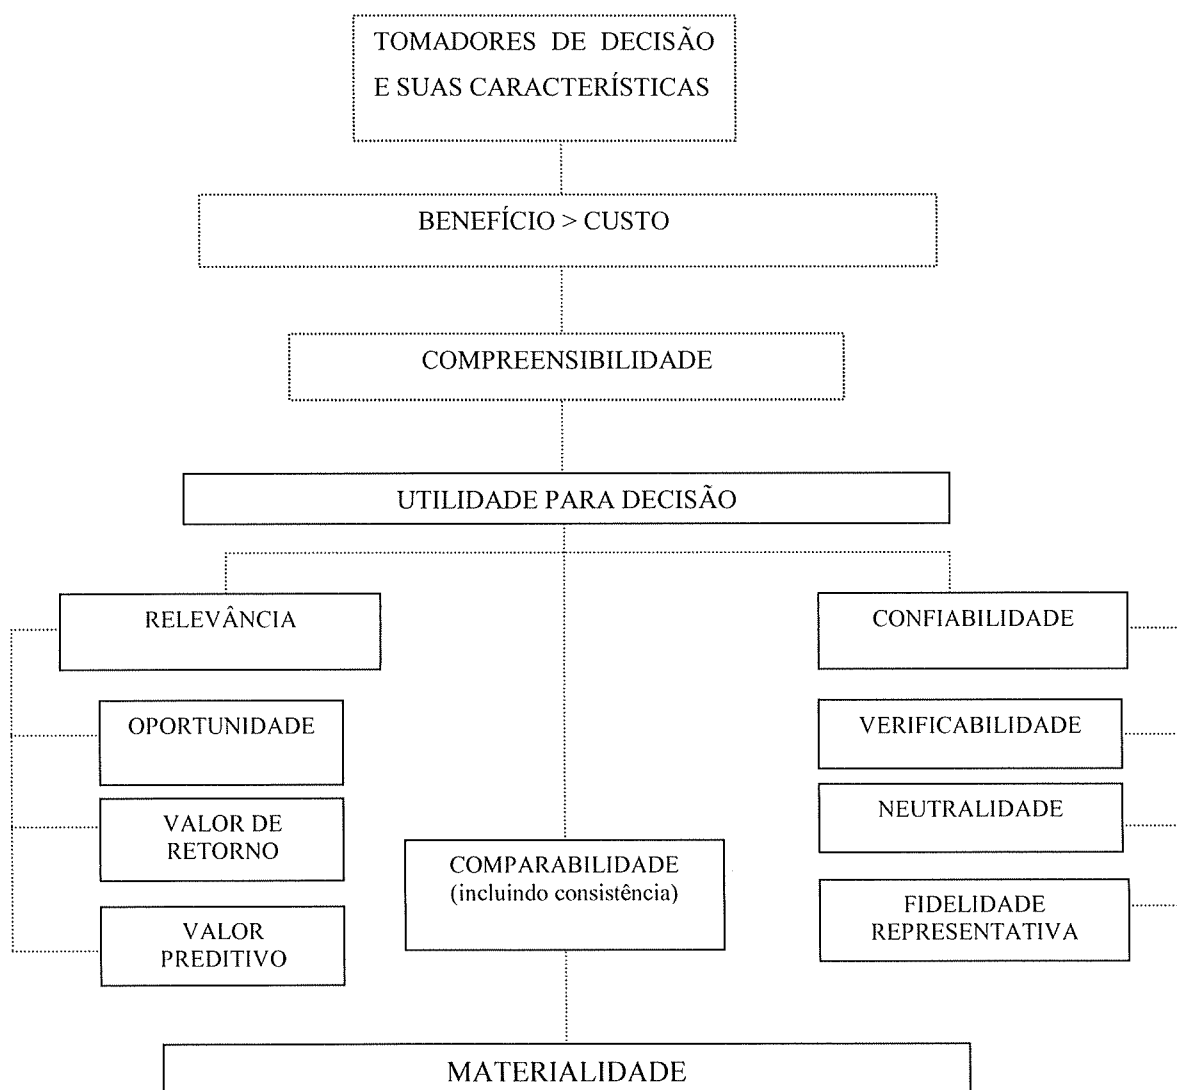 TOMADORES DE DECISÃO
E SUAS CARACTERÍSTICAS
BENEFÍCIO > CUSTO
COMPREENSIBILIDADE
UTILIDADE PARA DECISÃO
RELEVÂNCIA
OPORTUNIDADE
VALOR DE
RETORNO
VALOR
PREDITIVO
COMPARABILIDADE
(incluindo consistência)
CONFIABILIDADE
VERIFICABILIDADE
NEUTRALIDADE
FIDELIDADE
REPRESENTATIVA
MATERIALIDADE